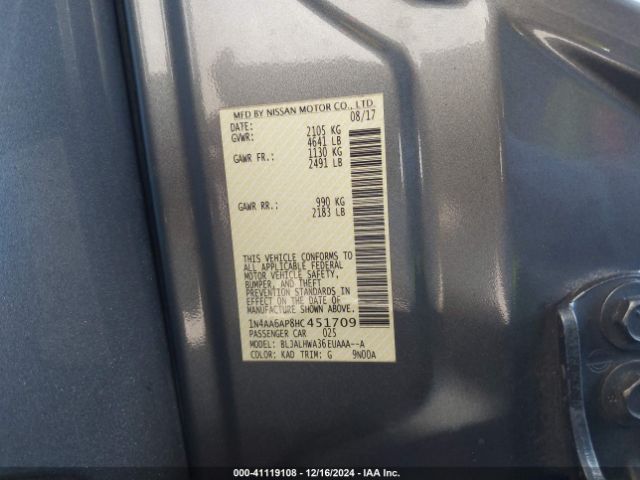 MFD BY NISSAN MOTOR CO., LTD
DATE: 08/17
GVWR: 2105 KG
4641 LB
GAWR FR.: 1130 KG
2491 LB
GAWR RR.: 990 KG
2183 LB
THIS VEHICLE CONFORMS TO
ALL APPLICABLE FEDERAL
MOTOR VEHICLE SAFETY,
BUMPER, AND THEFT
PREVENTION STANDARDS
IN EFFECT ON THE DATE OF
MANUFACTURE SHOWN ABOVE.
1N4AA6AP8HC451709
PASSENGER CAR 025
MODEL: BLJALHWA36EUAAA--A
COLOR: KAD TRIM: G 9N00A
000-41119108 - 12/16/2024 - IAA Inc.